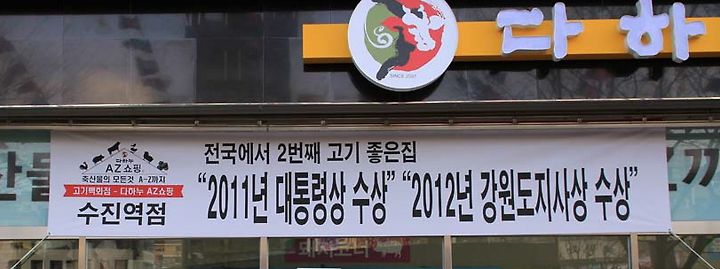 다하
SINCE 2001
전국에서 2번째 고기 좋은집
"2011년 대통령상 수상" "2012년 강원도지사상 수상"
다하누
AZ쇼핑
축산물의 모든것 A-Z까지
고기백화점 - 다하누 AZ쇼핑
수진역점